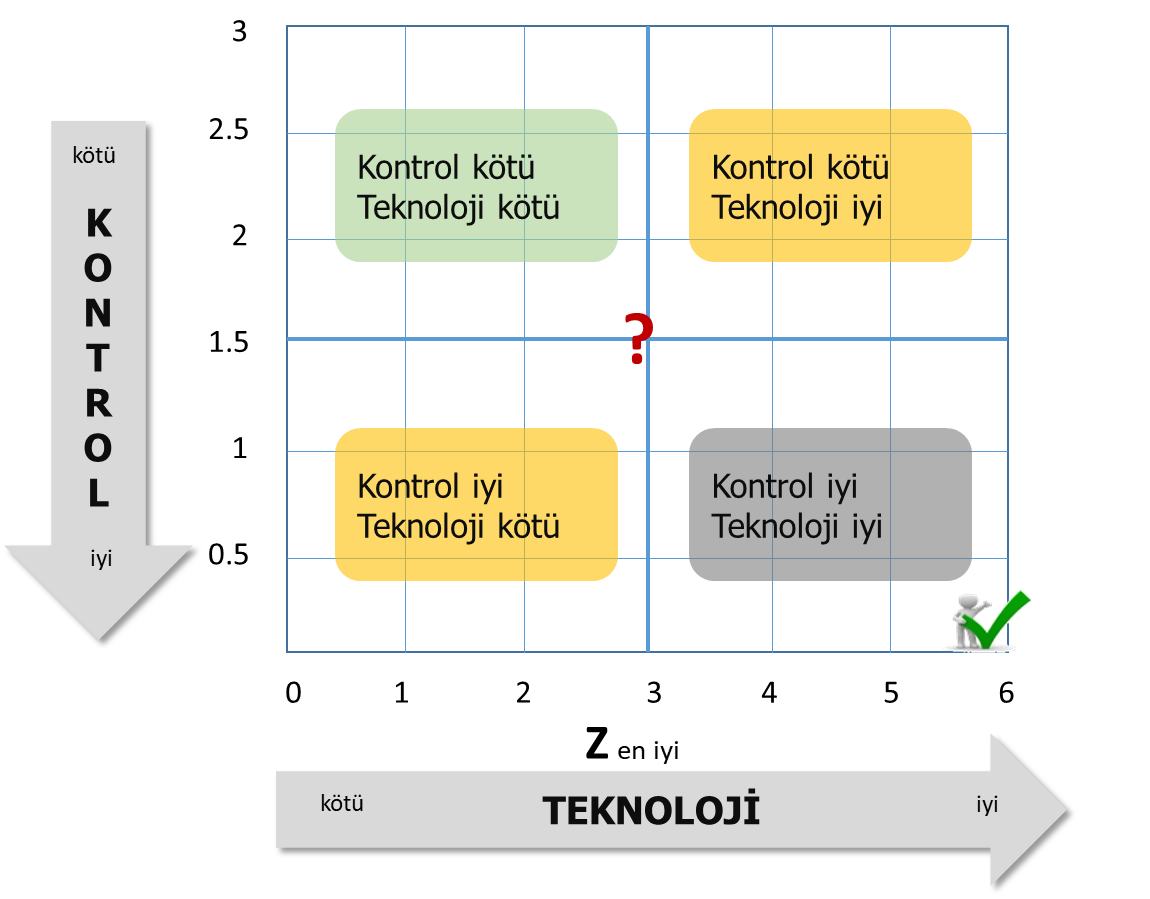 3
2.5
2
1.5
1
0.5
kötü
K
O
N
T
R
O
L
iyi
Kontrol kötü
Teknoloji kötü
Kontrol kötü
Teknoloji iyi
?
Kontrol iyi
Teknoloji kötü
Kontrol iyi
Teknoloji iyi
0 1 2 3 4 5 6
Z en iyi
kötü TEKNOLOJİ iyi